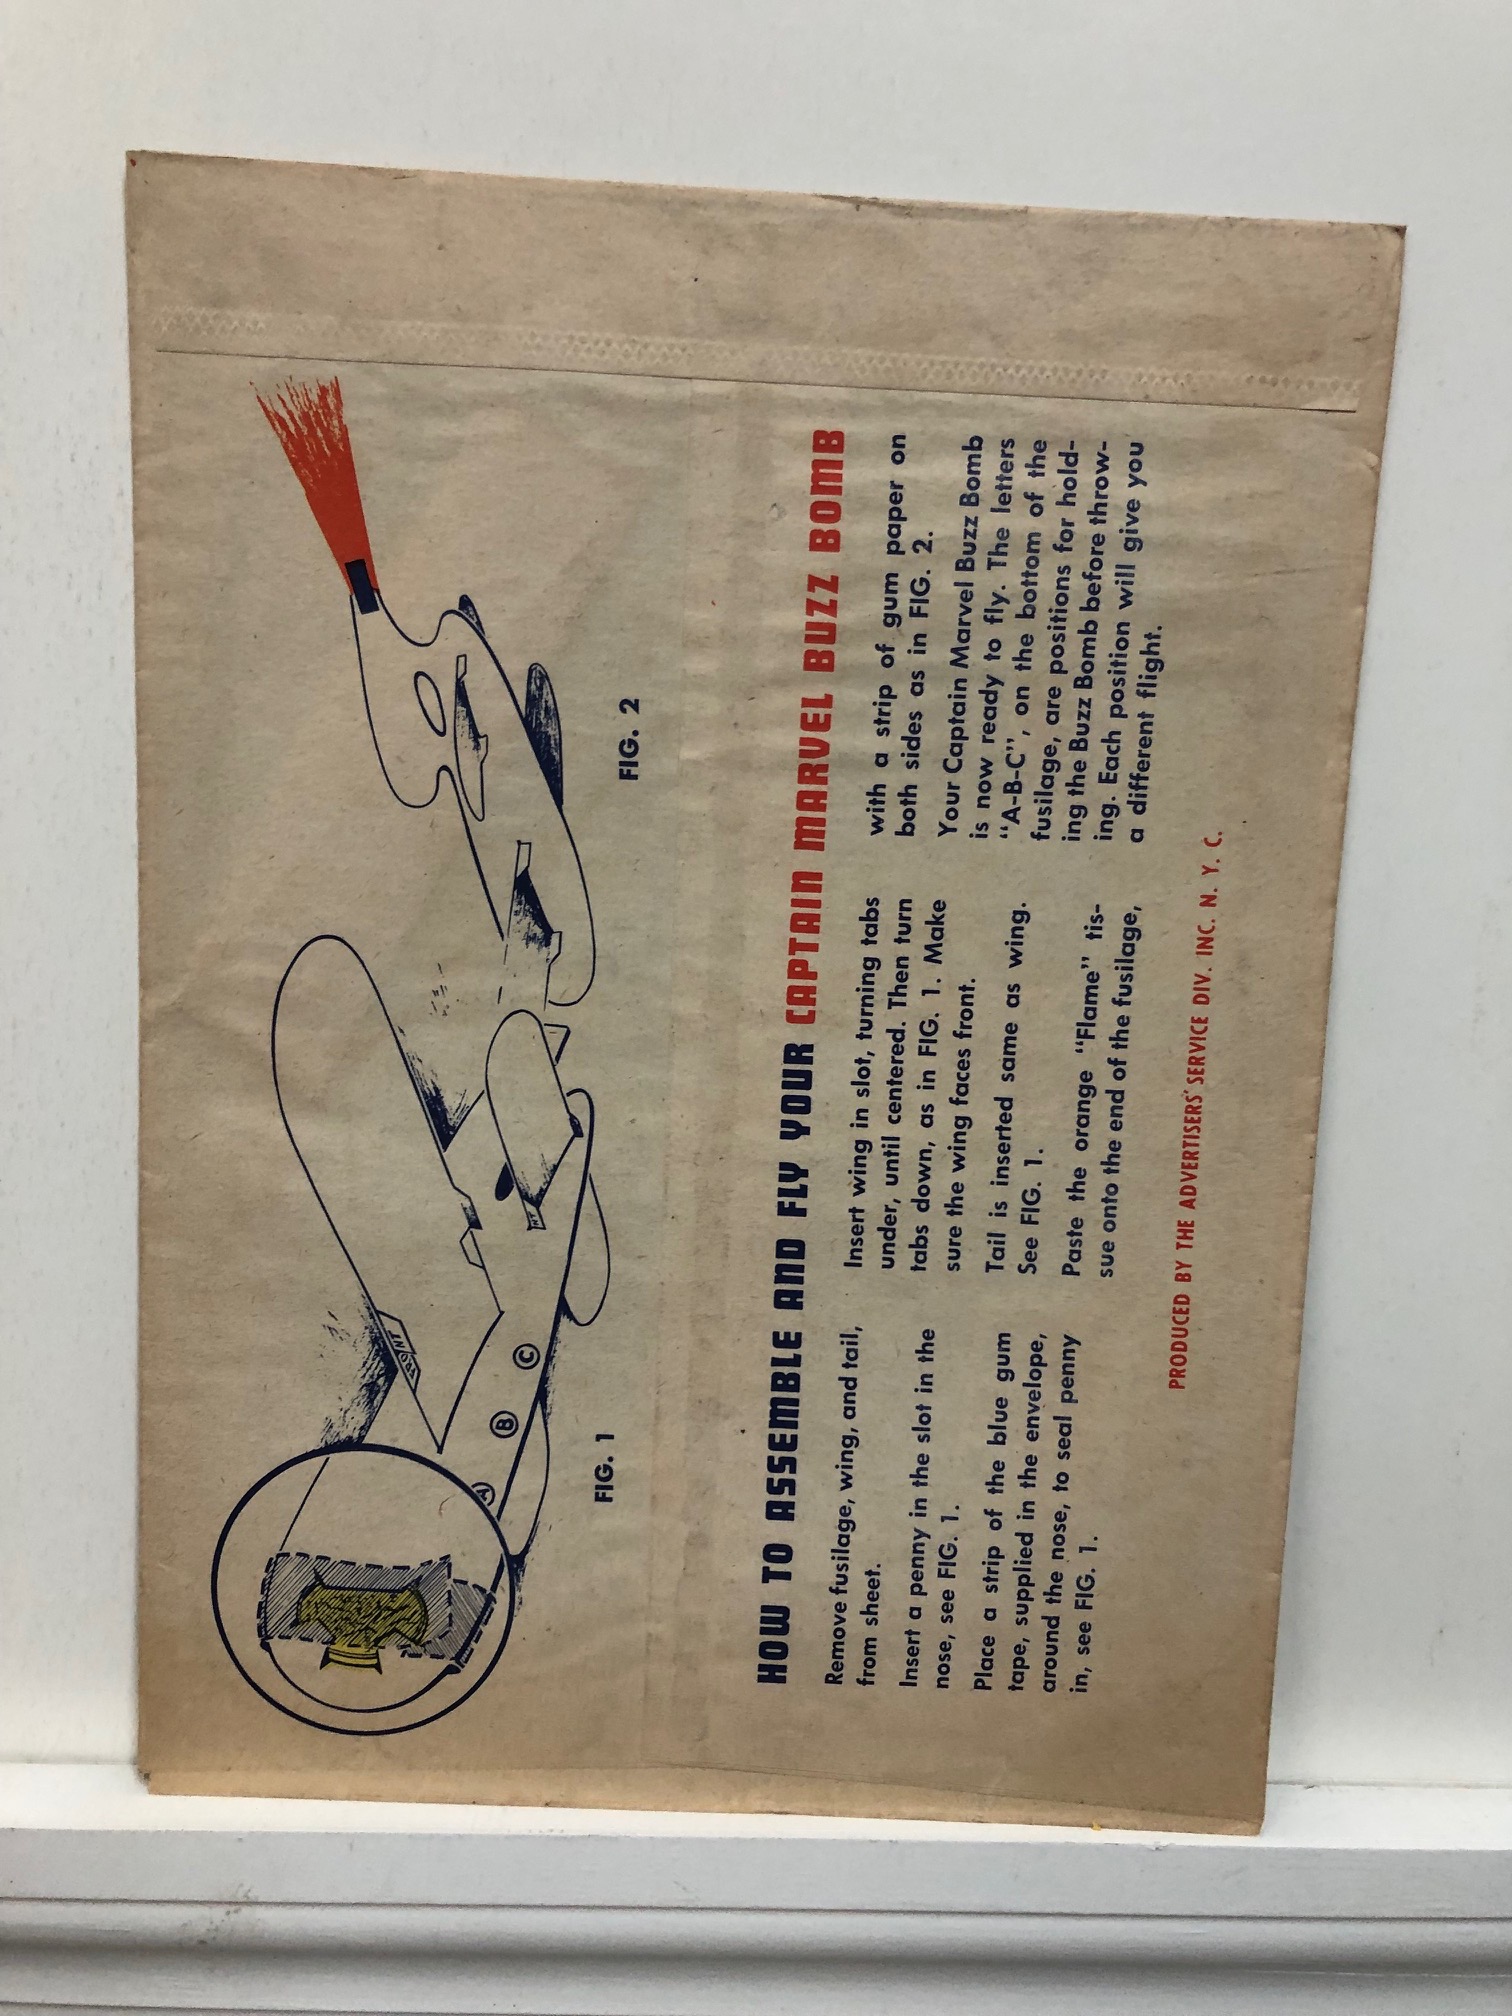 FRONT
A
B
C
FIG. 1
FIG. 2
HOW TO ASSEMBLE AND FLY YOUR CAPTAIN MARVEL BUZZ BOMB
Remove fusilage, wing, and tail,
from sheet.
Insert a penny in the slot in the
nose, see FIG. 1.
Place a strip of the blue gum
tape, supplied in the envelope,
around the nose, to seal penny
in, see FIG. 1.
Insert wing in slot, turning tabs
under, until centered. Then turn
tabs down, as in FIG. 1. Make
sure the wing faces front.
Tail is inserted same as wing.
See FIG. 1.
Paste the orange "Flame" tis-
sue onto the end of the fusilage,
with a strip of gum paper on
both sides as in FIG. 2.
Your Captain Marvel Buzz Bomb
is now ready to fly. The letters
"A-B-C", on the bottom of the
fusilage, are positions for hold-
ing the Buzz Bomb before throw-
ing. Each position will give you
a different flight.
PRODUCED BY THE ADVERTISERS' SERVICE DIV. INC. N. Y. C.